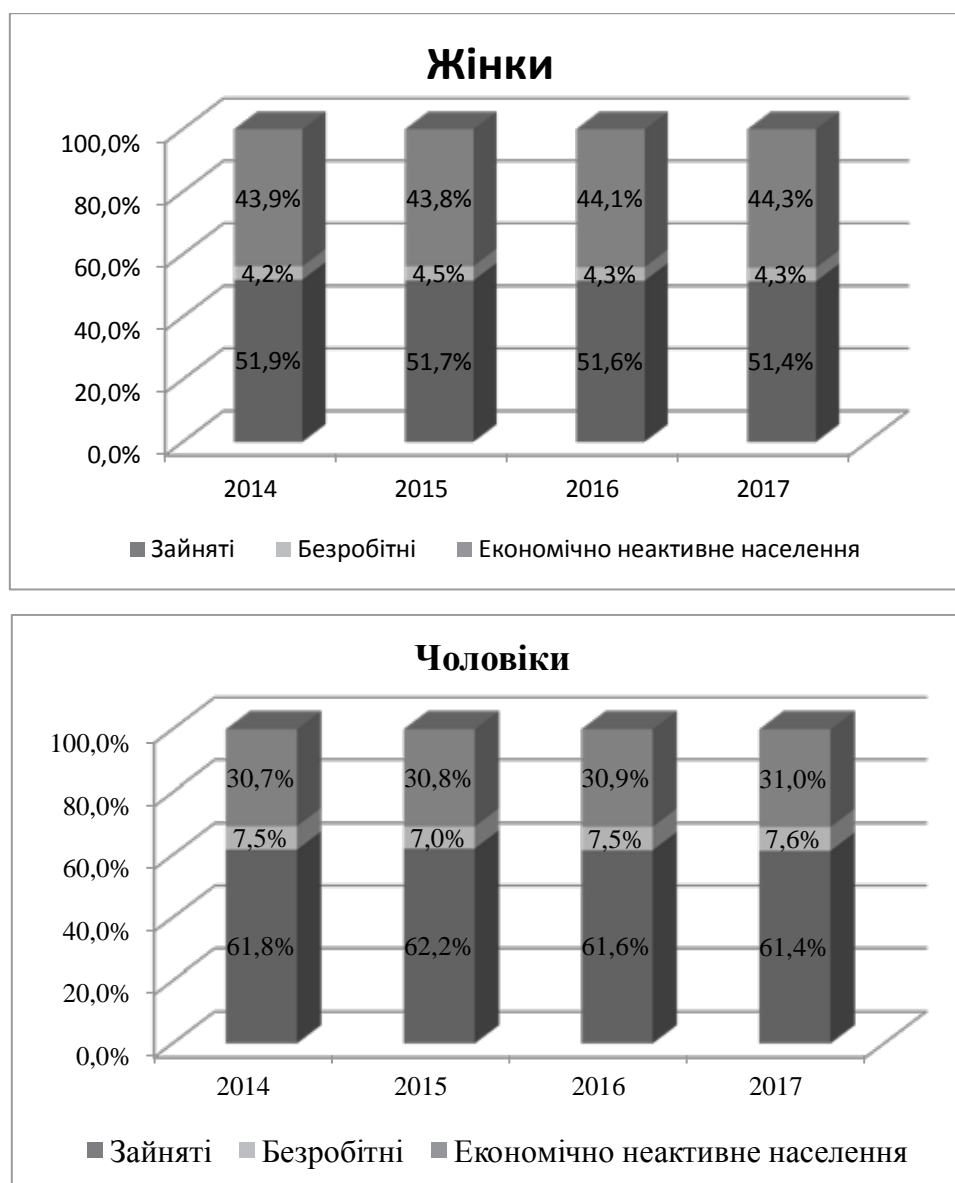 Жінки
100,0%
80,0%
60,0%
40,0%
20,0%
0,0%
43,9% 43,8% 44,1% 44,3%
4,2% 4,5% 4,3% 4,3%
51,9% 51,7% 51,6% 51,4%
2014 2015 2016 2017
Зайняті Безробітні Економічно неактивне населення
Чоловіки
100,0%
80,0%
60,0%
40,0%
20,0%
0,0%
30,7% 30,8% 30,9% 31,0%
7,5% 7,0% 7,5% 7,6%
61,8% 62,2% 61,6% 61,4%
2014 2015 2016 2017
Зайняті Безробітні Економічно неактивне населення